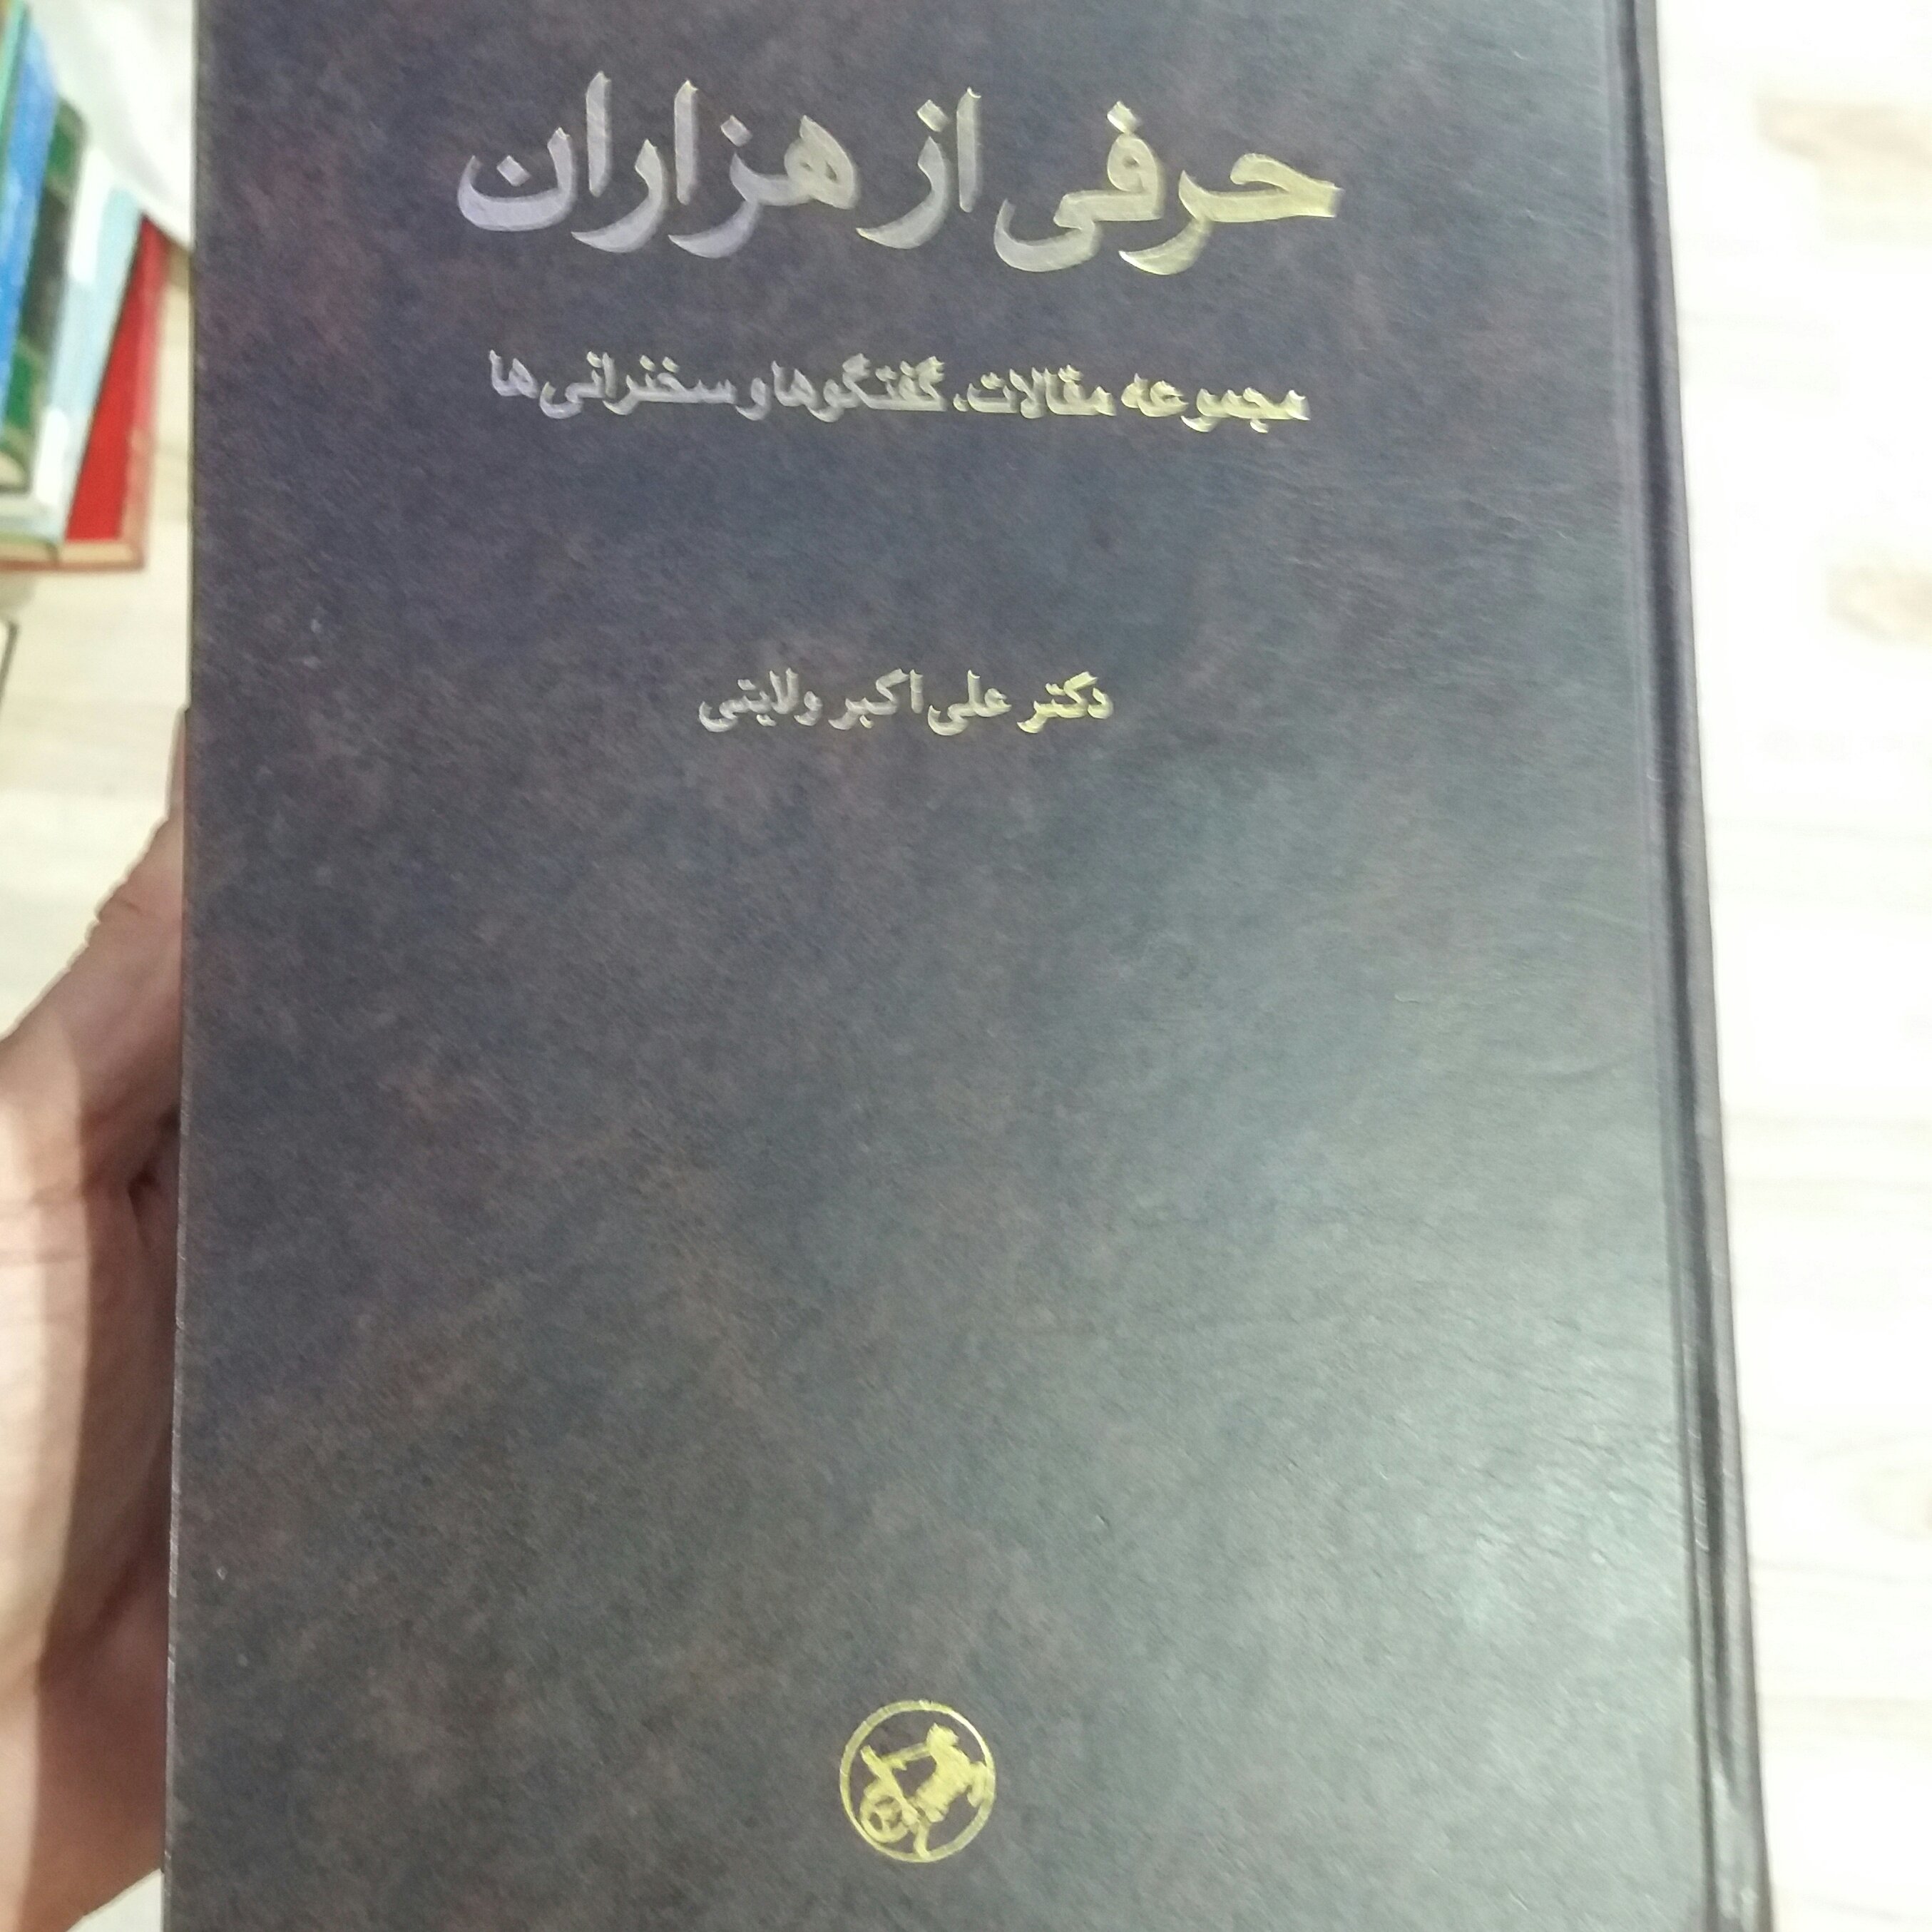 حرفی از هزاران
مجموعه مقالات، گفتگوها و سخنرانی‌ها
دکتر علی اکبر ولایتی